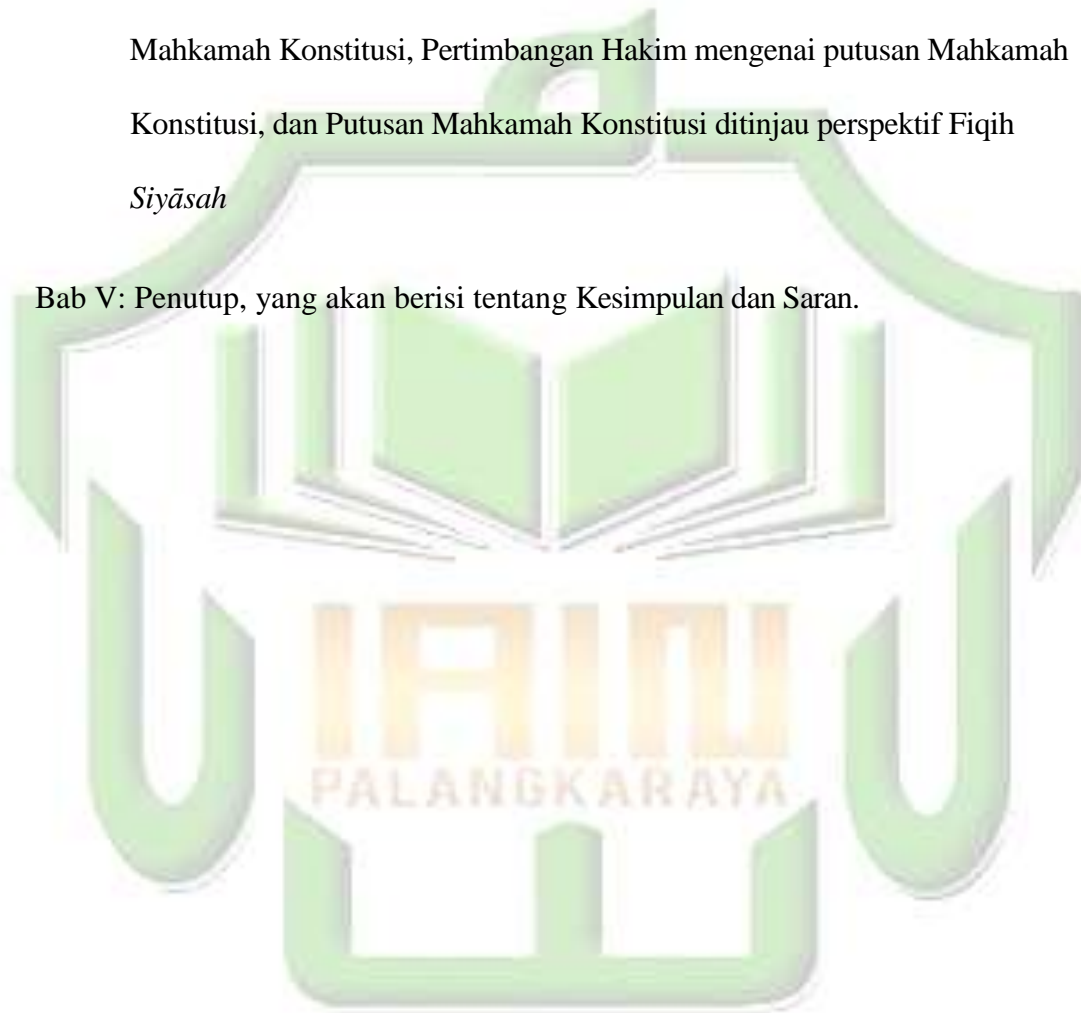 Mahkamah Konstitusi, Pertimbangan Hakim mengenai putusan Mahkamah
Konstitusi, dan Putusan Mahkamah Konstitusi ditinjau perspektif Fiqih
Siyāsah
Bab V: Penutup, yang akan berisi tentang Kesimpulan dan Saran.
IAIN
PALANGKARAYA